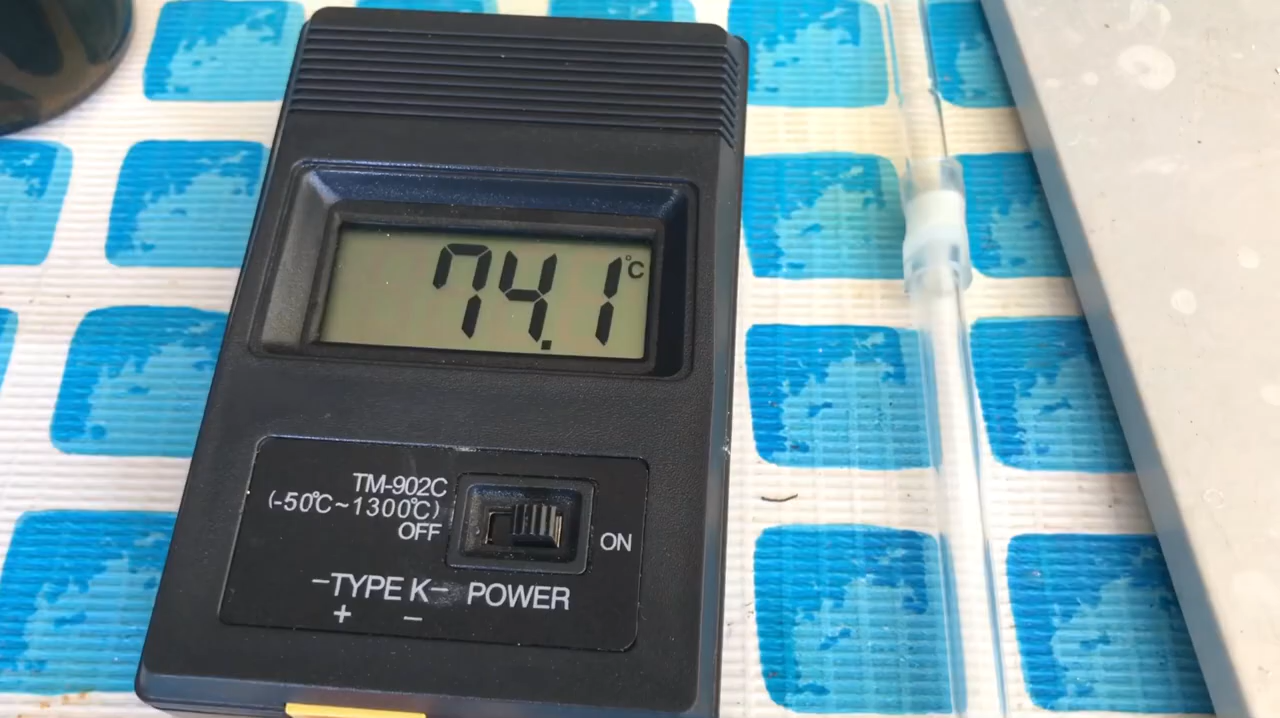 74.1 °C
TM-902C
(-50℃~1300℃)
OFF
ON
-TYPE K- POWER
+ -